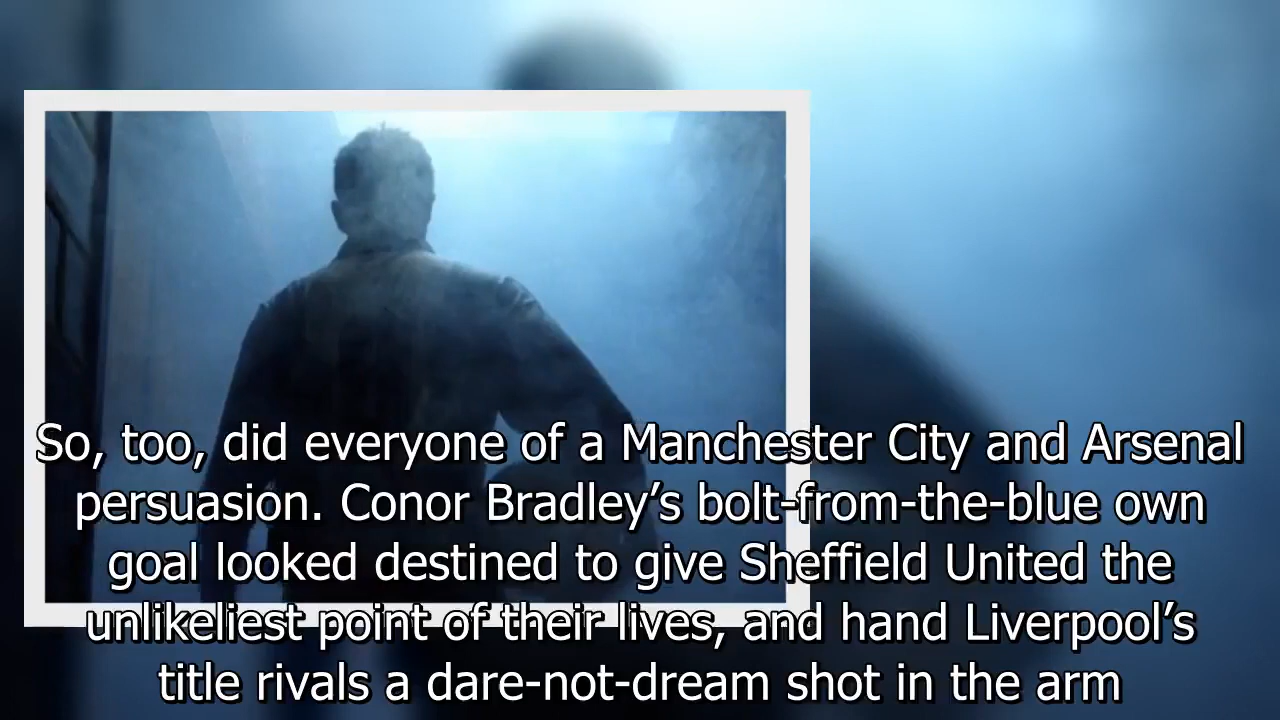 So, too, did everyone of a Manchester City and Arsenal
persuasion. Conor Bradley’s bolt-from-the-blue own
goal looked destined to give Sheffield United the
unlikeliest point of their lives, and hand Liverpool’s
title rivals a dare-not-dream shot in the arm